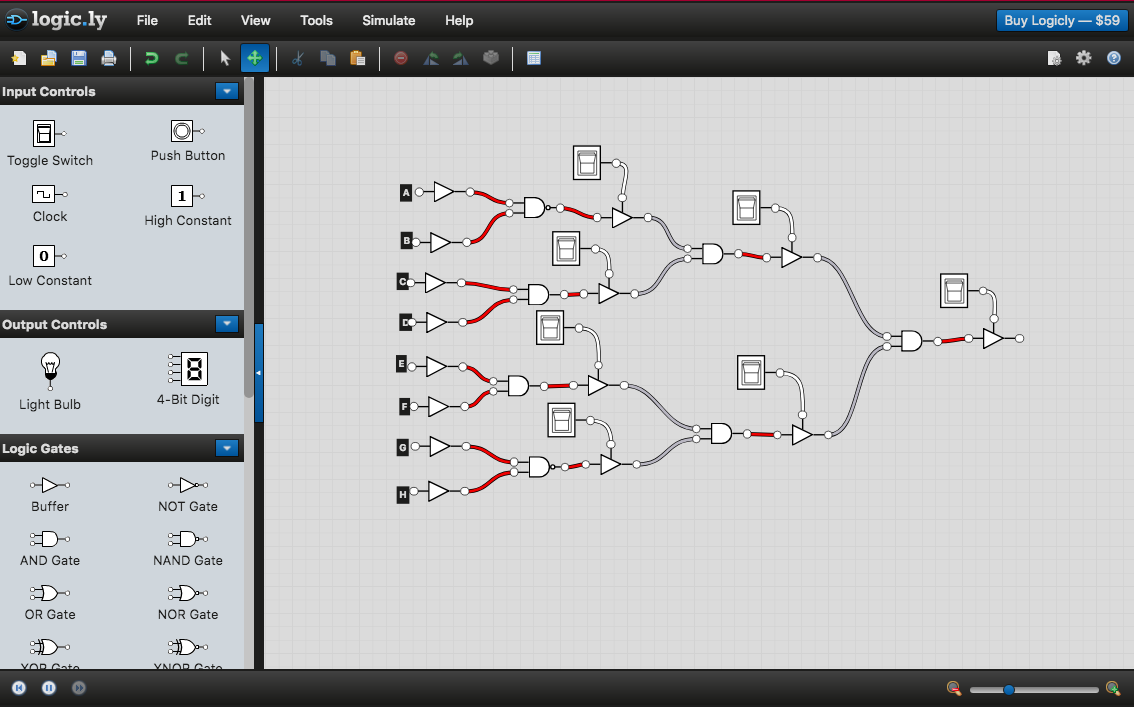 logic.ly File Edit View Tools Simulate Help Buy Logicly — $59
Input Controls
Toggle Switch Push Button
Clock 1 High Constant
0 Low Constant
Output Controls
Light Bulb 8 4-Bit Digit
Logic Gates
Buffer NOT Gate
AND Gate NAND Gate
OR Gate NOR Gate
XOR Gate XNOR Gate
A
B
C
D
E
F
G
H